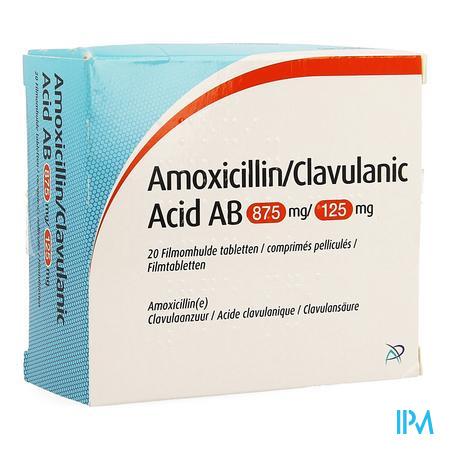 Amoxicillin/Clavulanic
Acid AB 875 mg/ 125 mg
20 Filmomhulde tabletten / comprimés pelliculés /
Filmtabletten
Amoxicillin(e)
Clavulaanzuur / Acide clavulanique / Clavulansäure
Amoxicillin/Clavulanic
Acid AB 875 mg/ 125 mg
20 Filmomhulde tabletten / comprimés
IPM